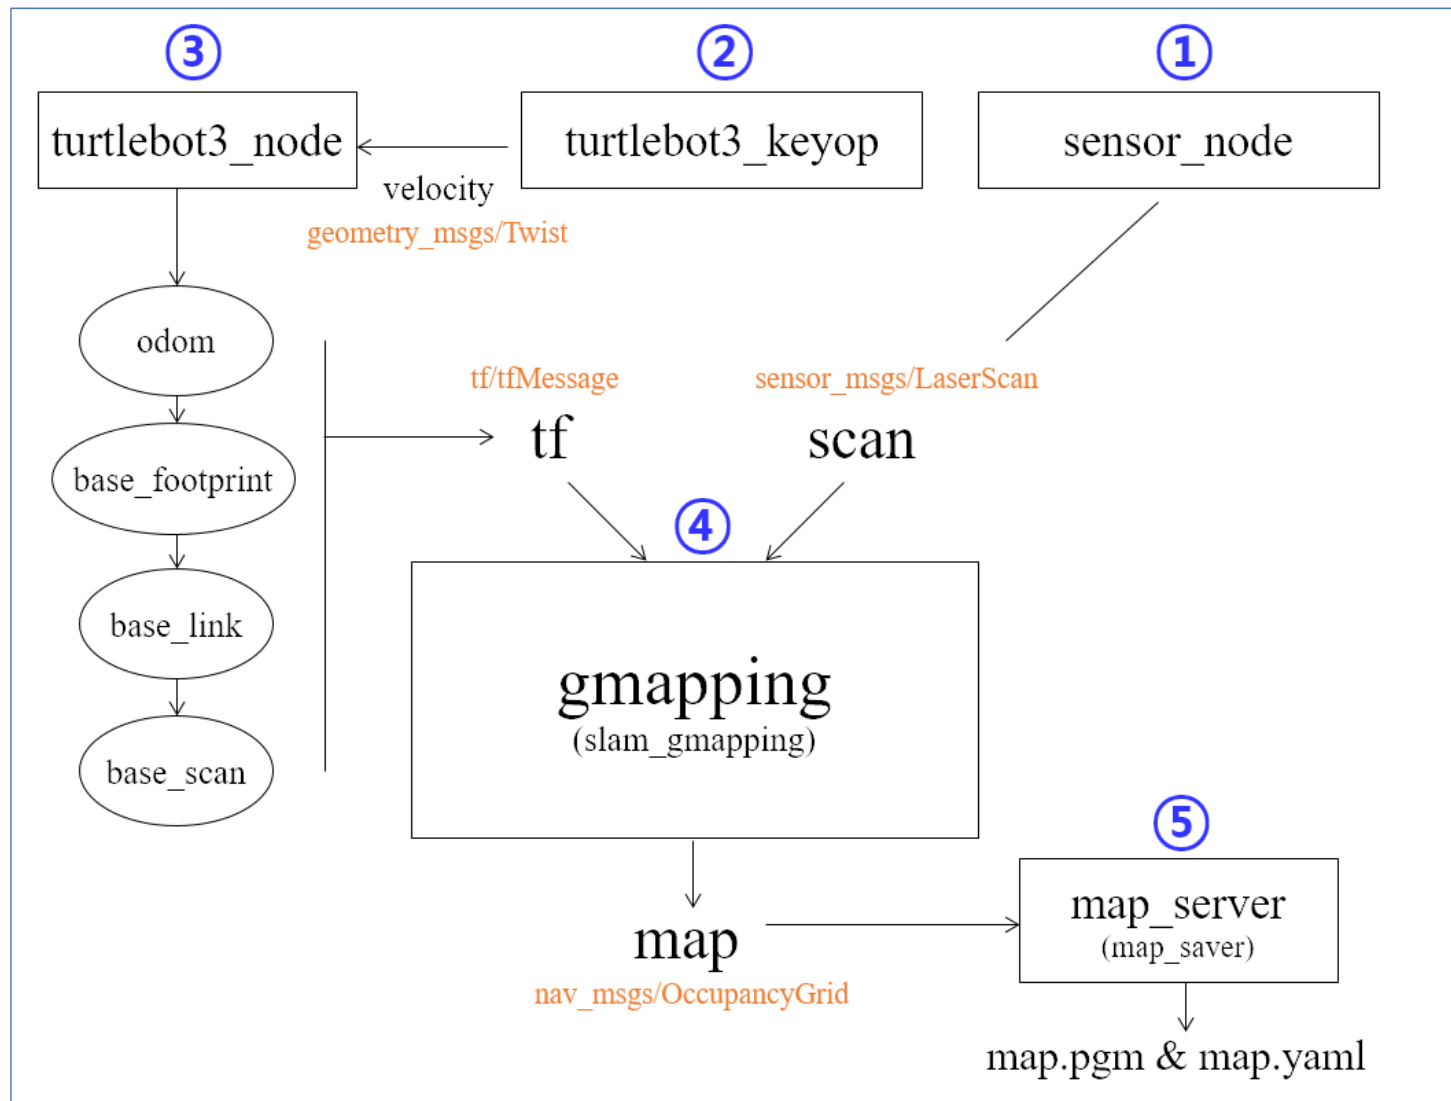 ③
②
①
turtlebot3_node
turtlebot3_keyop
sensor_node
velocity
geometry_msgs/Twist
odom
base_footprint
base_link
base_scan
tf/tfMessage
tf
sensor_msgs/LaserScan
scan
④
gmapping
(slam_gmapping)
map
nav_msgs/OccupancyGrid
⑤
map_server
(map_saver)
map.pgm & map.yaml